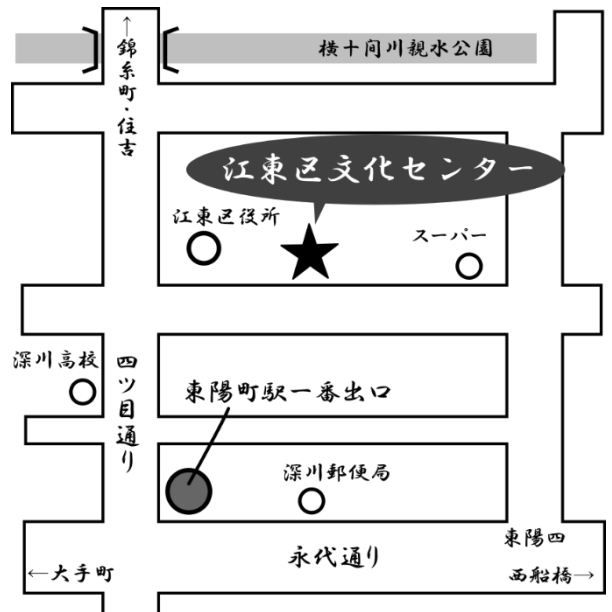 ↑錦糸町・住吉
横十间川親水公園
江東区文化センター
江東区役所
スーパー
深川高校
四ツ目通り
東陽町駅一番出口
深川郵便局
永代通り
東陽四
←大手町
西船橋→